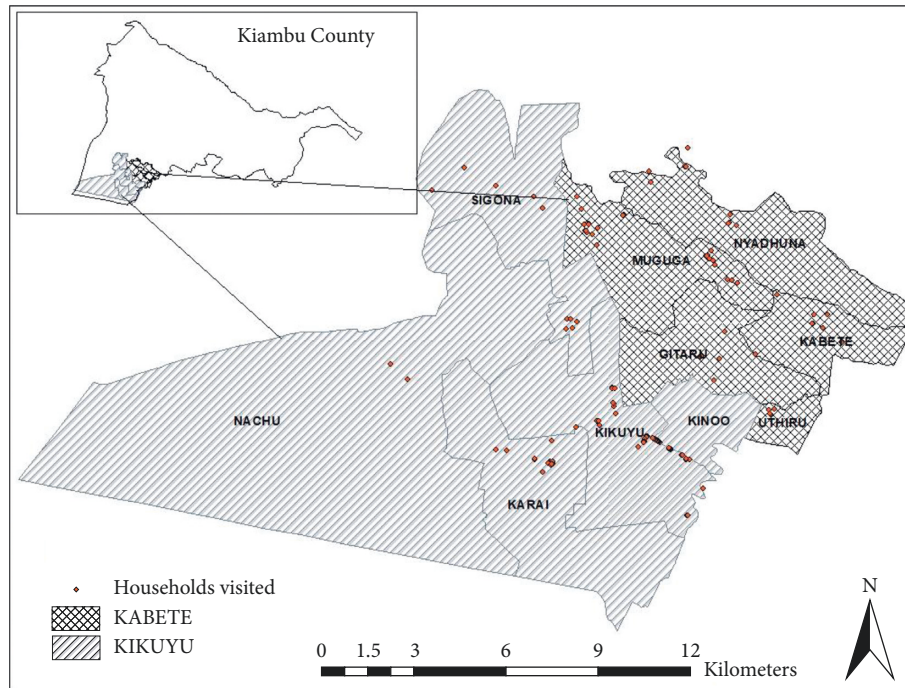 Kiambu County
SIGONA
NYADHUNA
MUGUGA
GITARU
KABETE
NACHU
KIKUYU
KINOO
UTHIRU
KARAI
Households visited
KABETE
KIKUYU
N
0 1.5 3 6 9 12
Kilometers